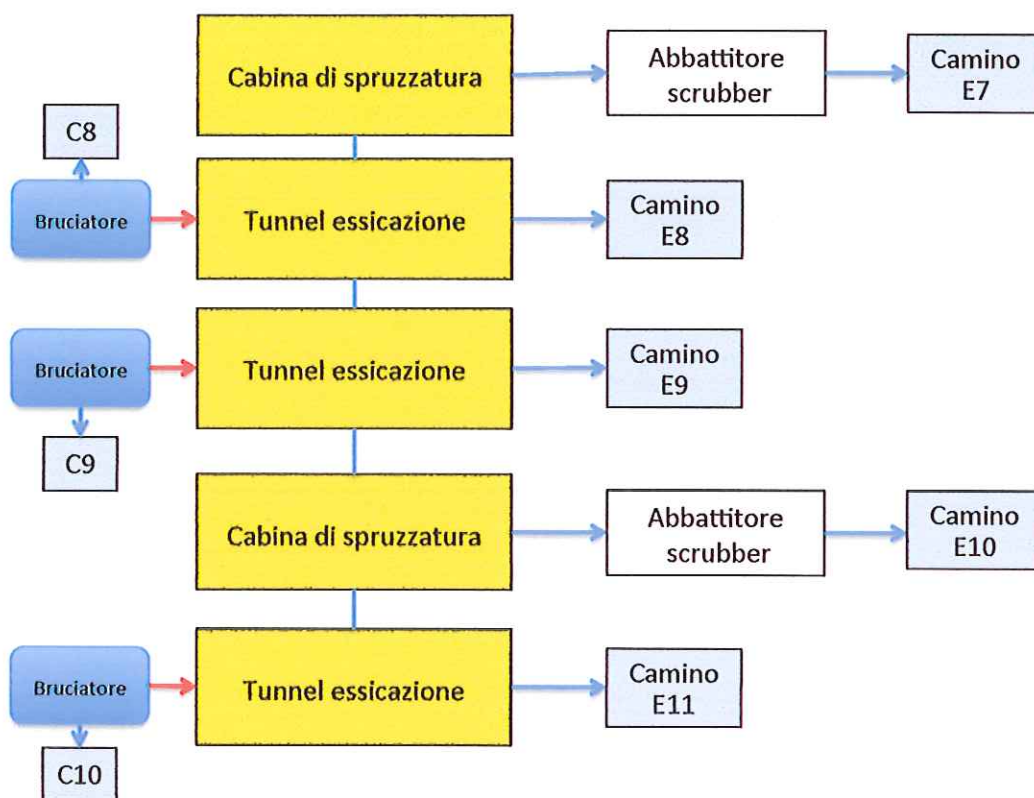 Cabina di spruzzatura
Abbattitore
scrubber
Camino
E7
C8
Bruciatore
Tunnel essicazione
Camino
E8
Bruciatore
Tunnel essicazione
Camino
E9
C9
Cabina di spruzzatura
Abbattitore
scrubber
Camino
E10
Bruciatore
Tunnel essicazione
Camino
E11
C10